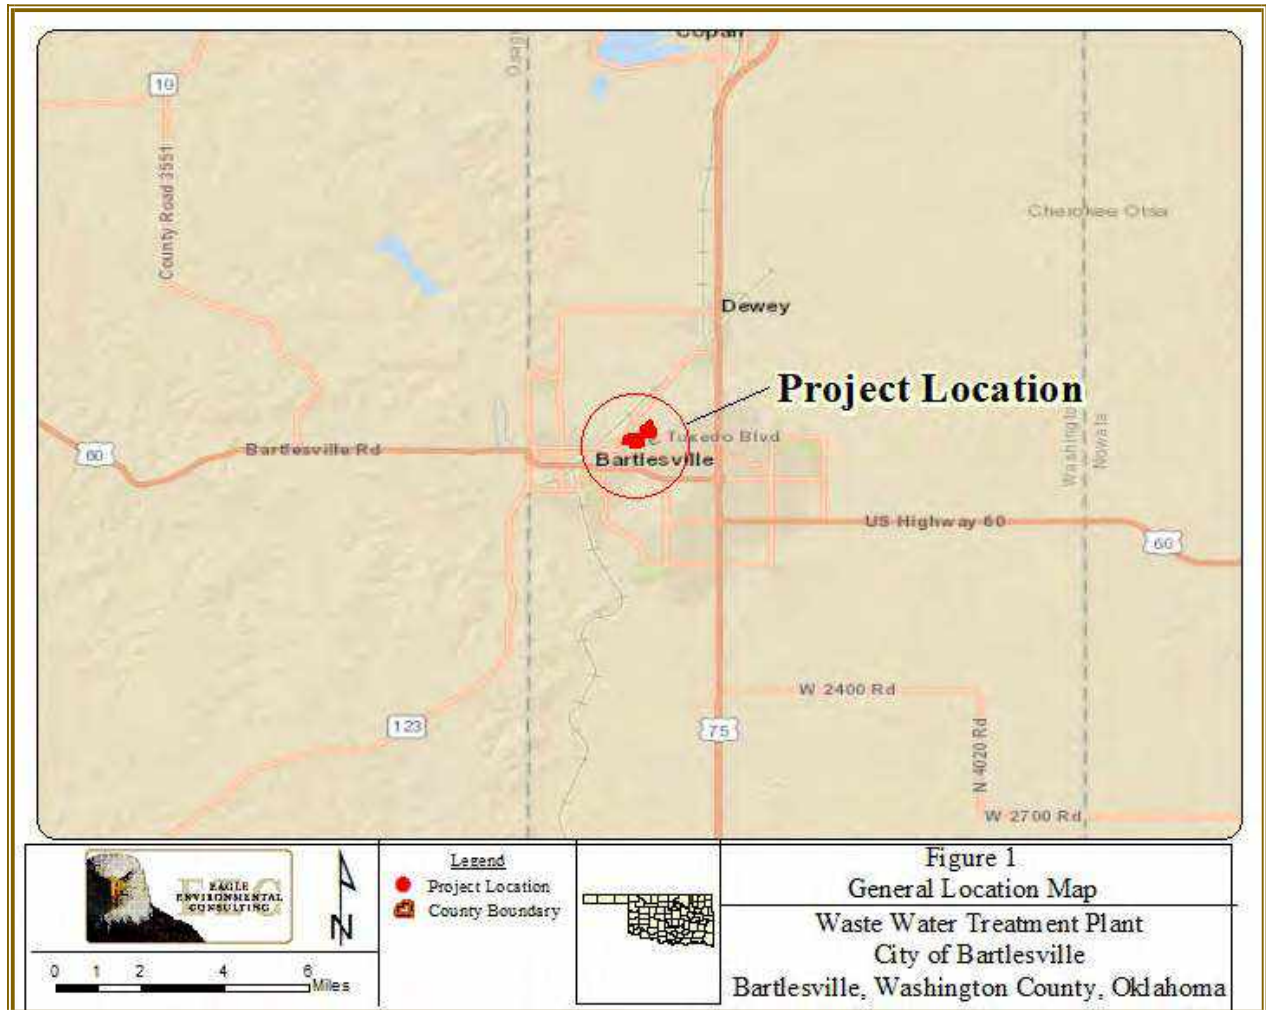 Copan
Osage
10
County Road 3551
Cherokee Otsa
Dewey
Project Location
Tuxedo Blvd
60
Bartlesville Rd
Bartlesville
Washington
Nowata
US Highway 60
60
W 2400 Rd
123
75
N 4020 Rd
W 2700 Rd
EEC
EAGLE
ENVIRONMENTAL
CONSULTING
N
0 1 2 4 6
Miles
Legend
Project Location
County Boundary
Figure 1
General Location Map
Waste Water Treatment Plant
City of Bartlesville
Bartlesville, Washington County, Oklahoma